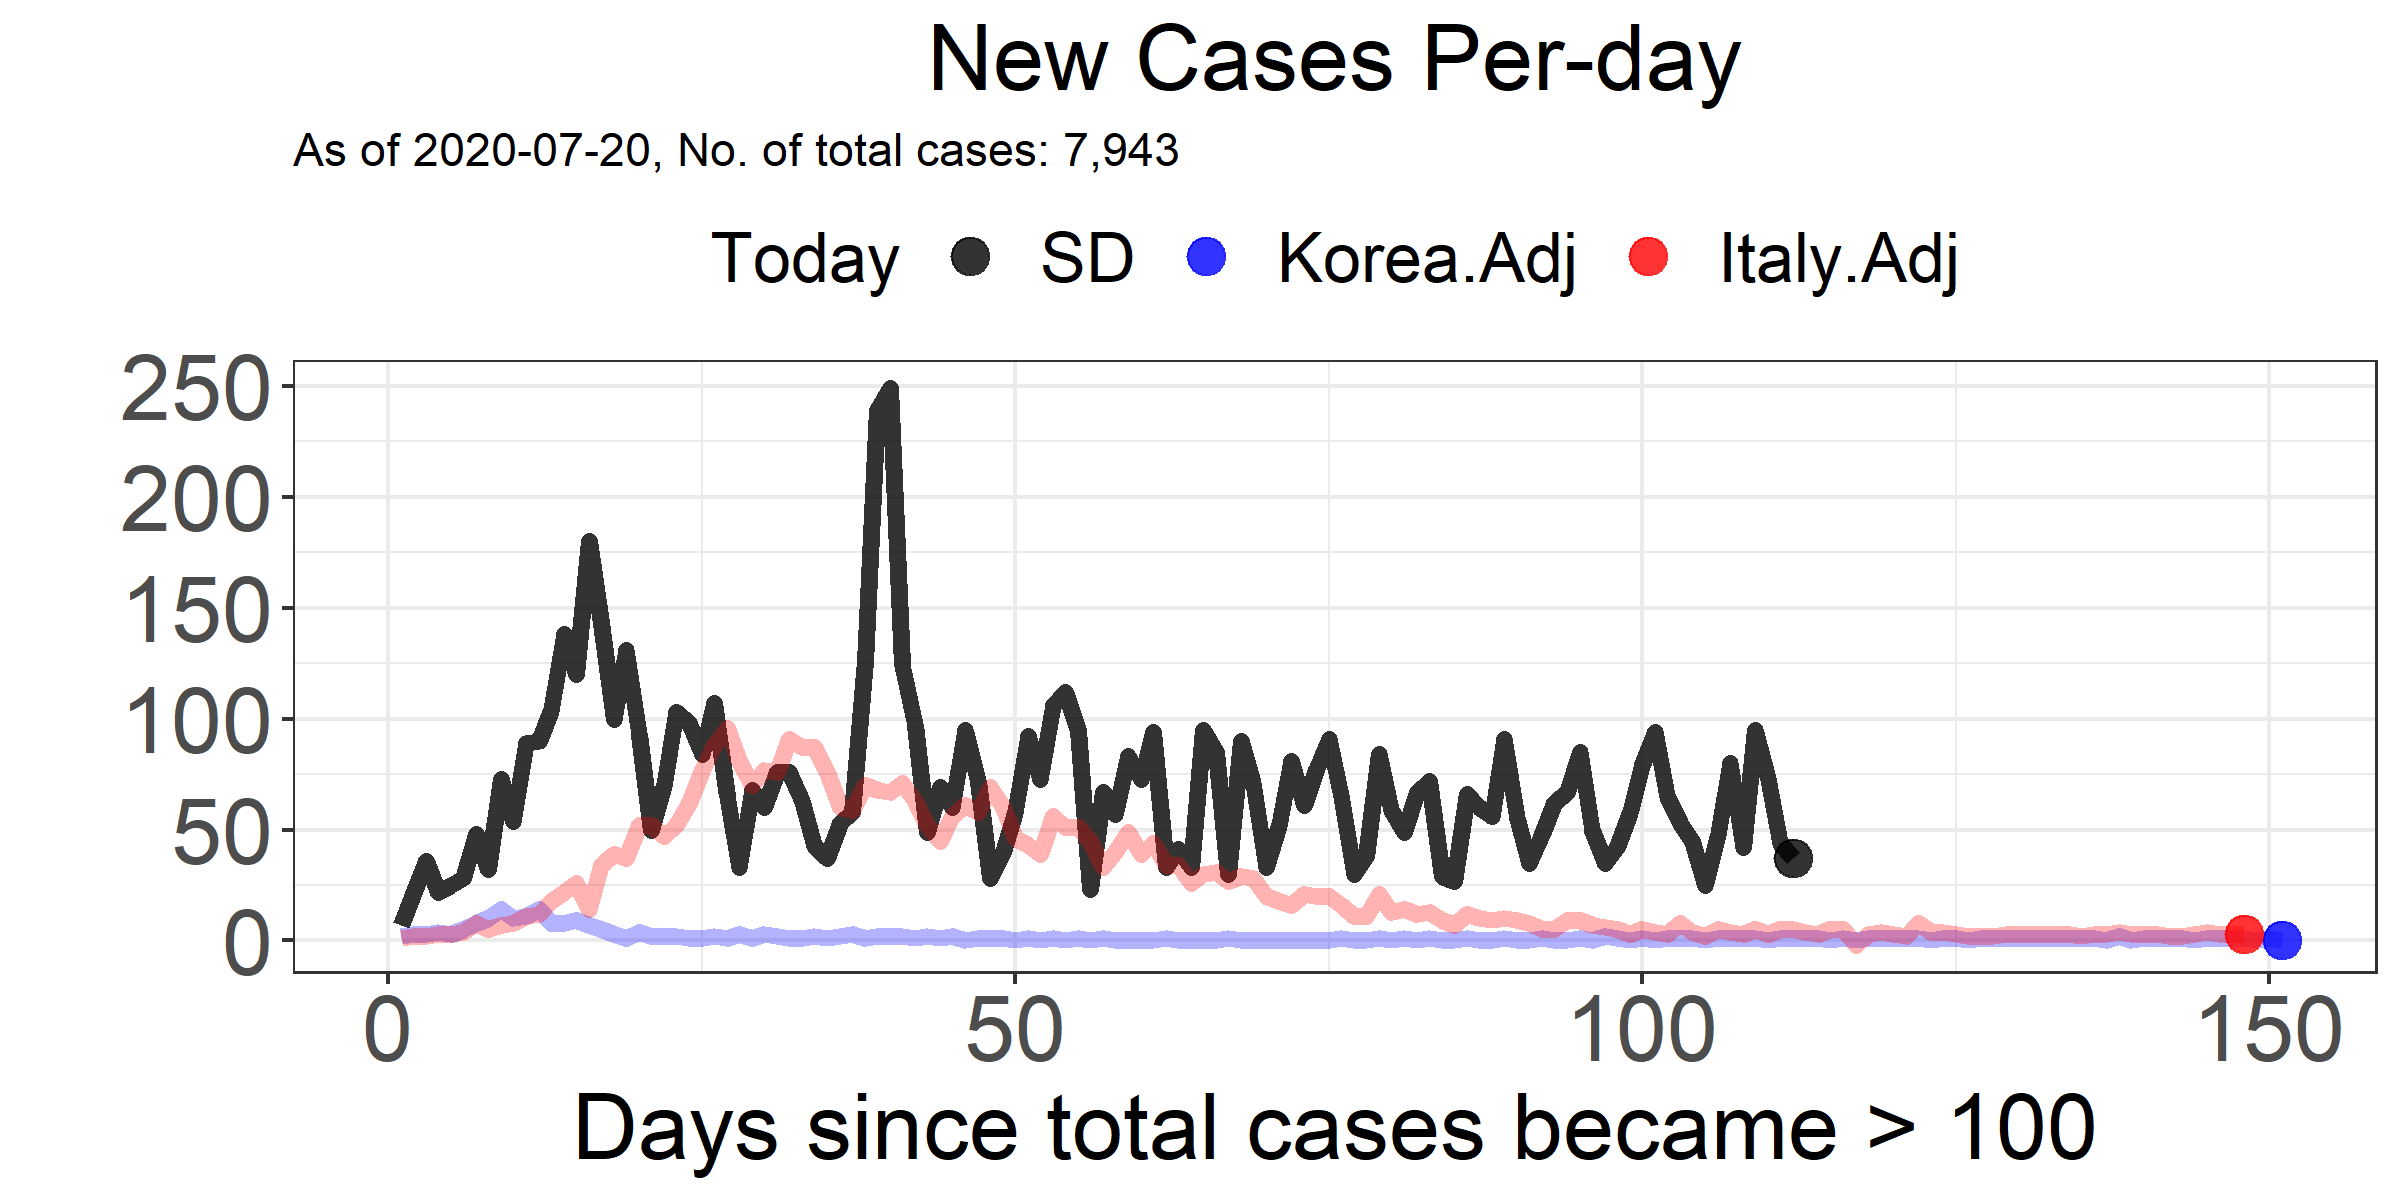 New Cases Per-day
As of 2020-07-20, No. of total cases: 7,943
Today SD Korea.Adj Italy.Adj
250
200
150
100
50
0
0 50 100 150
Days since total cases became > 100